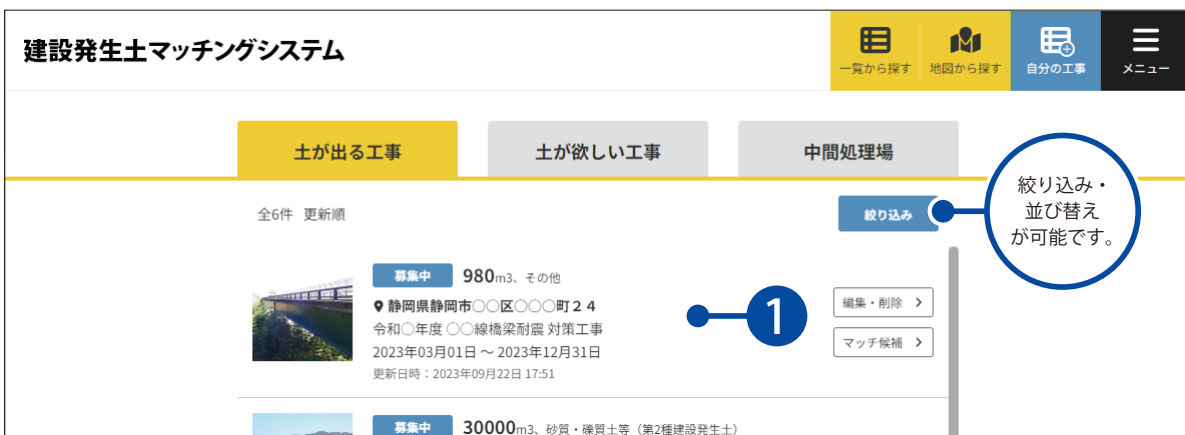 建設発生土マッチングシステム
一覧から探す
地図から探す
自分の工事
メニュー
土が出る工事
土が欲しい工事
中間処理場
全6件 更新順
絞り込み
絞り込み・
並び替え
が可能です。
募集中 980m3、その他
静岡県静岡市○○区○○○町２４
令和○年度 ○○線橋梁耐震 対策工事
2023年03月01日 ～ 2023年12月31日
更新日時：2023年09月22日 17:51
1
編集・削除
マッチ候補
募集中 30000m3、砂質・礫質土等（第2種建設発生土）